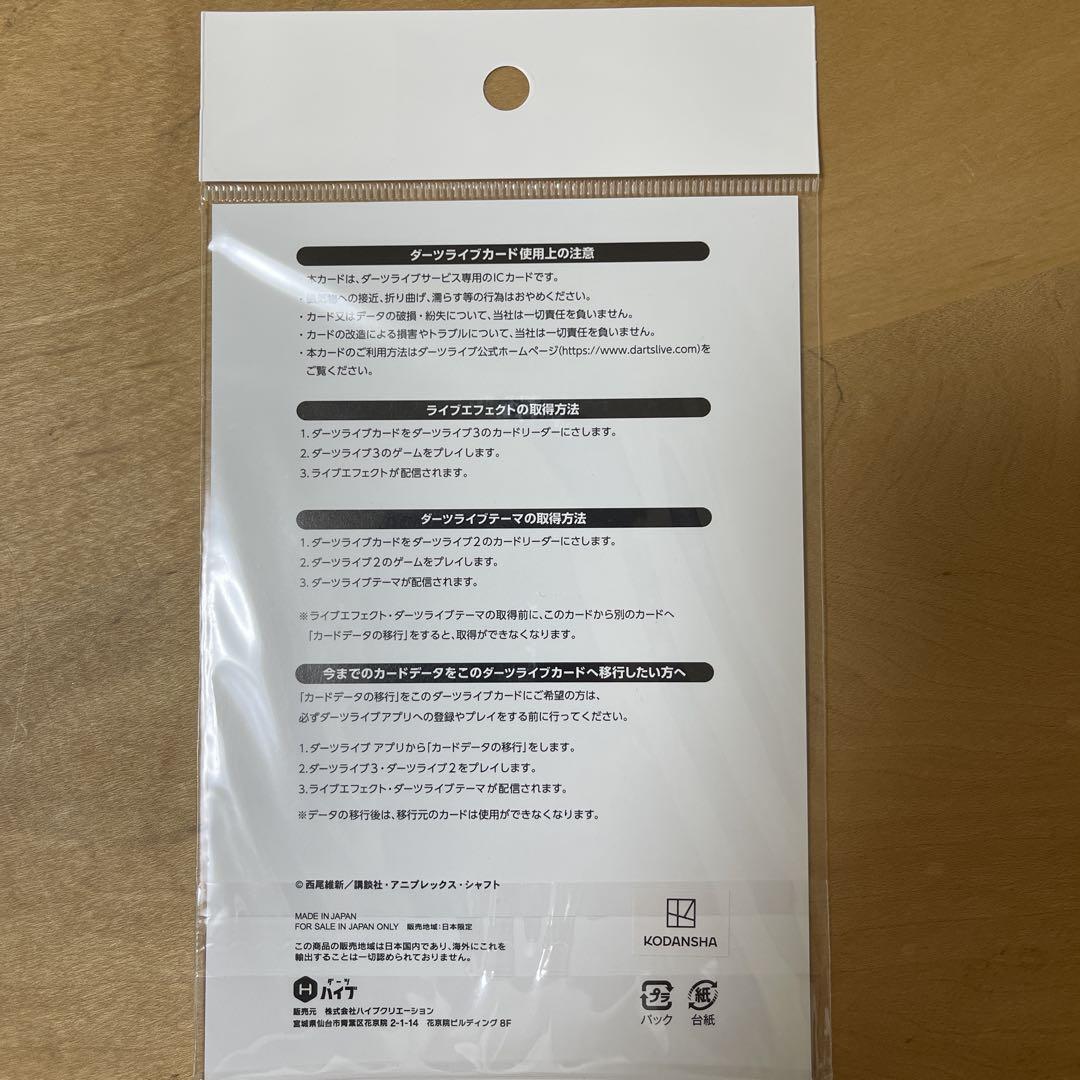 ダーツライブカード使用上の注意
本カードは、ダーツライブサービス専用のICカードです。
への接近、折り曲げ、濡らす等の行為はおやめください。
・カード又はデータの破損・紛失について、当社は一切責任を負いません。
・カードの改造による損害やトラブルについて、当社は一切責任を負いません。
・本カードのご利用方法はダーツライブ公式ホームページ(https://www.dartslive.com)を
ご覧ください。
ライブエフェクトの取得方法
1.ダーツライブカードをダーツライブ3のカードリーダーにさします。
2.ダーツライブ3のゲームをプレイします。
3.ライブエフェクトが配信されます。
ダーツライブテーマの取得方法
1.ダーツライブカードをダーツライブ2のカードリーダーにさします。
2.ダーツライブ2のゲームをプレイします。
3.ダーツライブテーマが配信されます。
※ライブエフェクト・ダーツライブテーマの取得前に、このカードから別のカードへ
「カードデータの移行」をすると、取得ができなくなります。
今までのカードデータをこのダーツライブカードへ移行したい方へ
「カードデータの移行」をこのダーツライブカードにご希望の方は、
必ずダーツライブアプリへの登録やプレイをする前に行ってください。
1.ダーツライブ アプリから「カードデータの移行」をします。
2.ダーツライブ3・ダーツライブ2をプレイします。
3.ライブエフェクト・ダーツライブテーマが配信されます。
※データの移行後は、移行元のカードは使用ができなくなります。
©西尾維新／講談社・アニプレックス・シャフト
MADE IN JAPAN
FOR SALE IN JAPAN ONLY 販売地域：日本限定
この商品の販売地域は日本国内であり、海外にこれを
輸出することは一切認められておりません。
KODANSHA
ダーツ
ハイブ
販売元 株式会社ハイブクリエーション
宮城県仙台市青葉区花京院 2-1-14 花京院ビルディング 8F
プラ
パック
紙
台紙